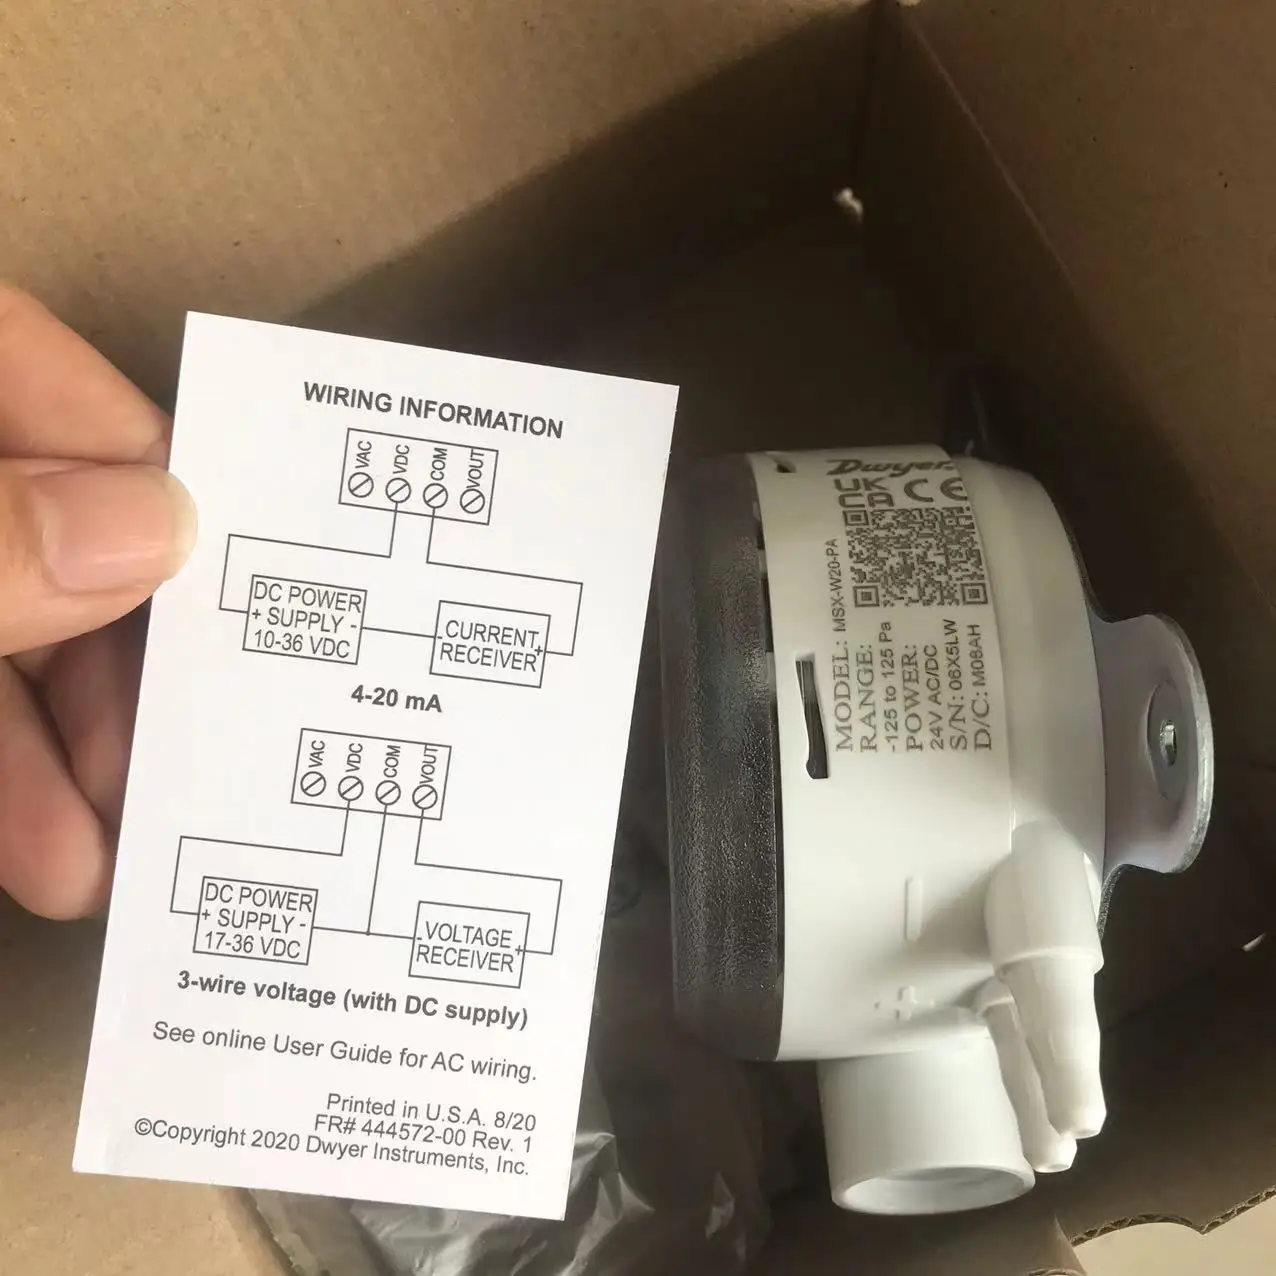 WIRING INFORMATION
VAC
VDC
COM
VOUT
DC POWER
+ SUPPLY -
10-36 VDC
- CURRENT +
RECEIVER
4-20 mA
VAC
VDC
COM
VOUT
DC POWER
+ SUPPLY -
17-36 VDC
- VOLTAGE +
RECEIVER
3-wire voltage (with DC supply)
See online User Guide for AC wiring.
Printed in U.S.A. 8/20
FR# 444572-00 Rev. 1
©Copyright 2020 Dwyer Instruments, Inc.
Dwyer
UK
CA CE
MODEL: MSX-W20-PA
RANGE:
-125 to 125 Pa
POWER:
24V AC/DC
S/N: 06X5LW
D/C: M08AH